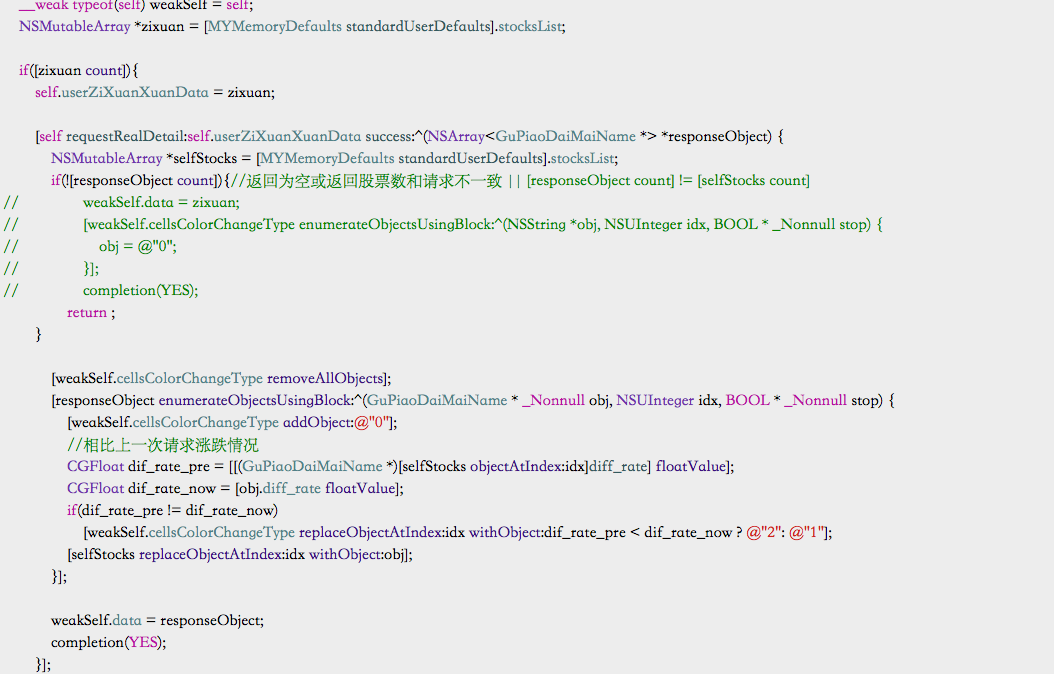 __weak typeof(self) weakSelf = self;
NSMutableArray *zixuan = [MYMemoryDefaults standardUserDefaults].stocksList;
if([zixuan count]){
self.userZiXuanXuanData = zixuan;
[self requestRealDetail:self.userZiXuanXuanData success:^(NSArray<GuPiaoDaiMaiName *> *responseObject) {
NSMutableArray *selfStocks = [MYMemoryDefaults standardUserDefaults].stocksList;
if(![responseObject count]){//返回为空或返回股票数和请求不一致 || [responseObject count] != [selfStocks count]
// weakSelf.data = zixuan;
// [weakSelf.cellsColorChangeType enumerateObjectsUsingBlock:^(NSString *obj, NSUInteger idx, BOOL * _Nonnull stop) {
// obj = @"0";
// }];
// completion(YES);
return ;
}
[weakSelf.cellsColorChangeType removeAllObjects];
[responseObject enumerateObjectsUsingBlock:^(GuPiaoDaiMaiName * _Nonnull obj, NSUInteger idx, BOOL * _Nonnull stop) {
[weakSelf.cellsColorChangeType addObject:@"0"];
//相比上一次请求涨跌情况
CGFloat dif_rate_pre = [[(GuPiaoDaiMaiName *)[selfStocks objectAtIndex:idx]diff_rate] floatValue];
CGFloat dif_rate_now = [obj.diff_rate floatValue];
if(dif_rate_pre != dif_rate_now)
[weakSelf.cellsColorChangeType replaceObjectAtIndex:idx withObject:dif_rate_pre < dif_rate_now ? @"2": @"1"];
[selfStocks replaceObjectAtIndex:idx withObject:obj];
}];
weakSelf.data = responseObject;
completion(YES);
}];